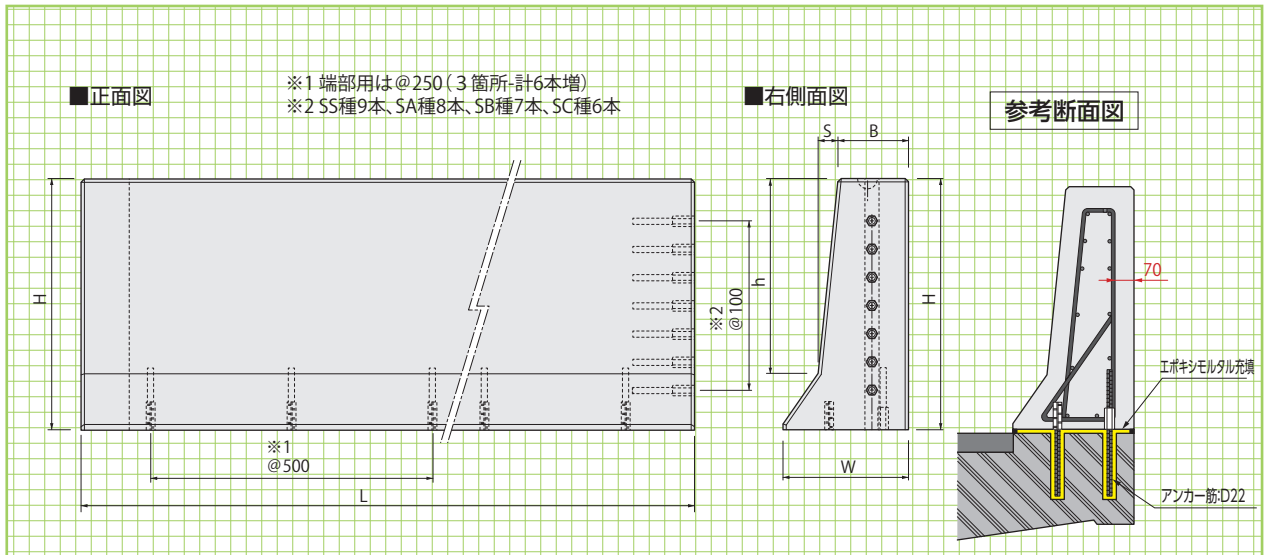 ■正面図
※1 端部用は@250(3箇所-計6本増)
※2 SS種9本、SA種8本、SB種7本、SC種6本
■右側面図
参考断面図
S
B
H
h
H
※2
@100
70
エポキシモルタル充填
※1
@500
W
L
アンカー筋:D22